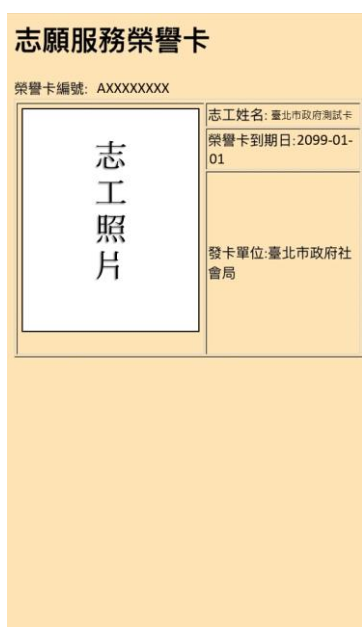 志願服務榮譽卡
榮譽卡編號: AXXXXXXXX
志工照片
志工姓名: 臺北市政府測試卡
榮譽卡到期日:2099-01-
01
發卡單位:臺北市政府社
會局